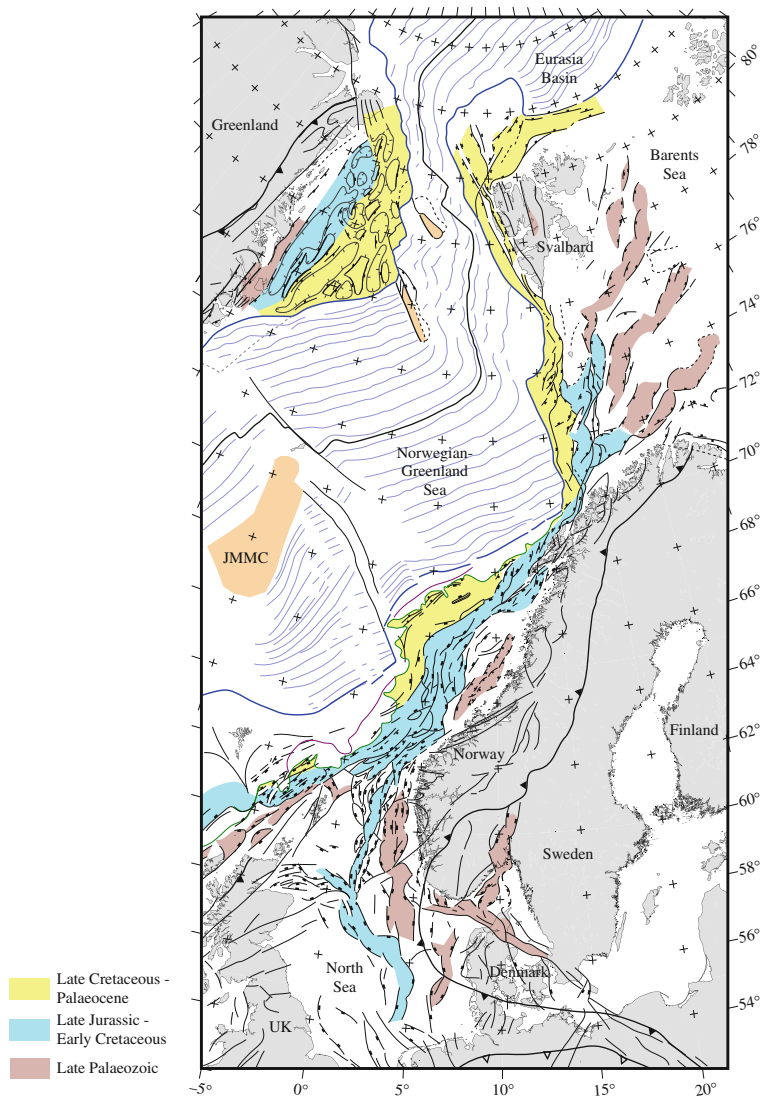 Eurasia
Basin
80°
Greenland
78°
Barents
Sea
Svalbard
76°
74°
72°
Norwegian-
Greenland
Sea
70°
68°
JMMC
66°
64°
62°
Finland
Norway
60°
Sweden
58°
56°
North
Sea
Denmark
54°
UK
Late Cretaceous -
Palaeocene
Late Jurassic -
Early Cretaceous
Late Palaeozoic
-5° 0° 5° 10° 15° 20°